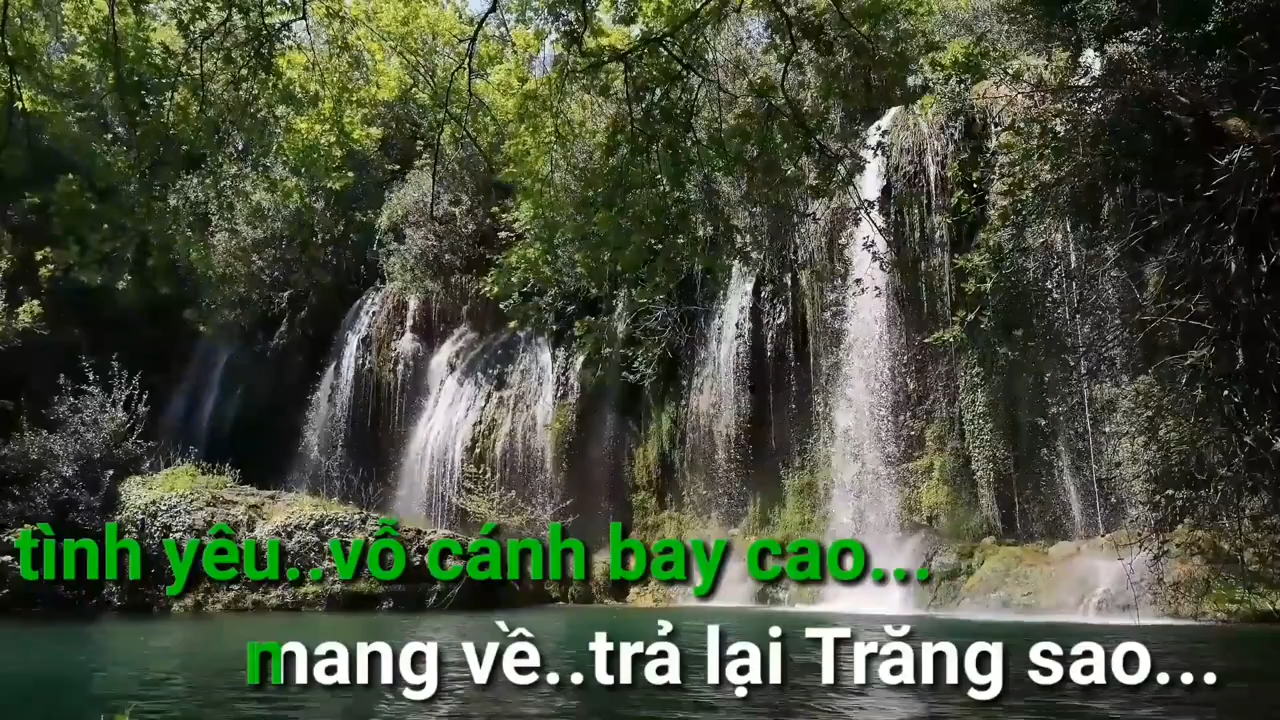 tình yêu..vỗ cánh bay cao...
mang về..trả lại Trăng sao...